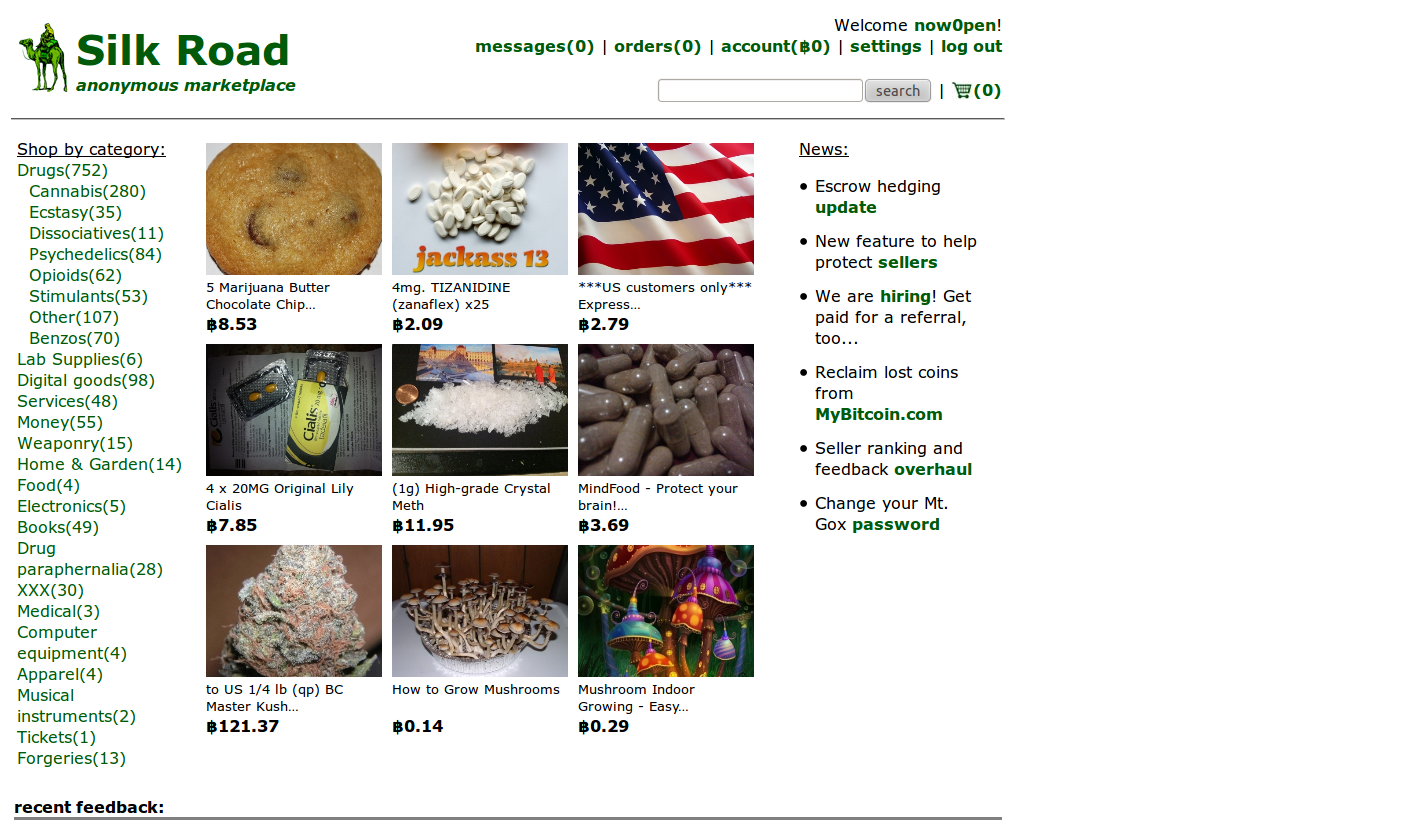 Silk Road
anonymous marketplace
Welcome now0pen!
messages(0) | orders(0) | account(฿0) | settings | log out
search | (0)
Shop by category:
Drugs(752)
Cannabis(280)
Ecstasy(35)
Dissociatives(11)
Psychedelics(84)
Opioids(62)
Stimulants(53)
Other(107)
Benzos(70)
Lab Supplies(6)
Digital goods(98)
Services(48)
Money(55)
Weaponry(15)
Home & Garden(14)
Food(4)
Electronics(5)
Books(49)
Drug
paraphernalia(28)
XXX(30)
Medical(3)
Computer
equipment(4)
Apparel(4)
Musical
instruments(2)
Tickets(1)
Forgeries(13)
5 Marijuana Butter
Chocolate Chip...
฿8.53
jackass 13
4mg. TIZANIDINE
(zanaflex) x25
฿2.09
***US customers only***
Express...
฿2.79
Cialis
4 x 20MG Original Lily
Cialis
฿7.85
(1g) High-grade Crystal
Meth
฿11.95
MindFood - Protect your
brain!...
฿3.69
to US 1/4 lb (qp) BC
Master Kush...
฿121.37
How to Grow Mushrooms
฿0.14
Mushroom Indoor
Growing - Easy...
฿0.29
News:
• Escrow hedging
update
• New feature to help
protect sellers
• We are hiring! Get
paid for a referral,
too...
• Reclaim lost coins
from
MyBitcoin.com
• Seller ranking and
feedback overhaul
• Change your Mt.
Gox password
recent feedback: